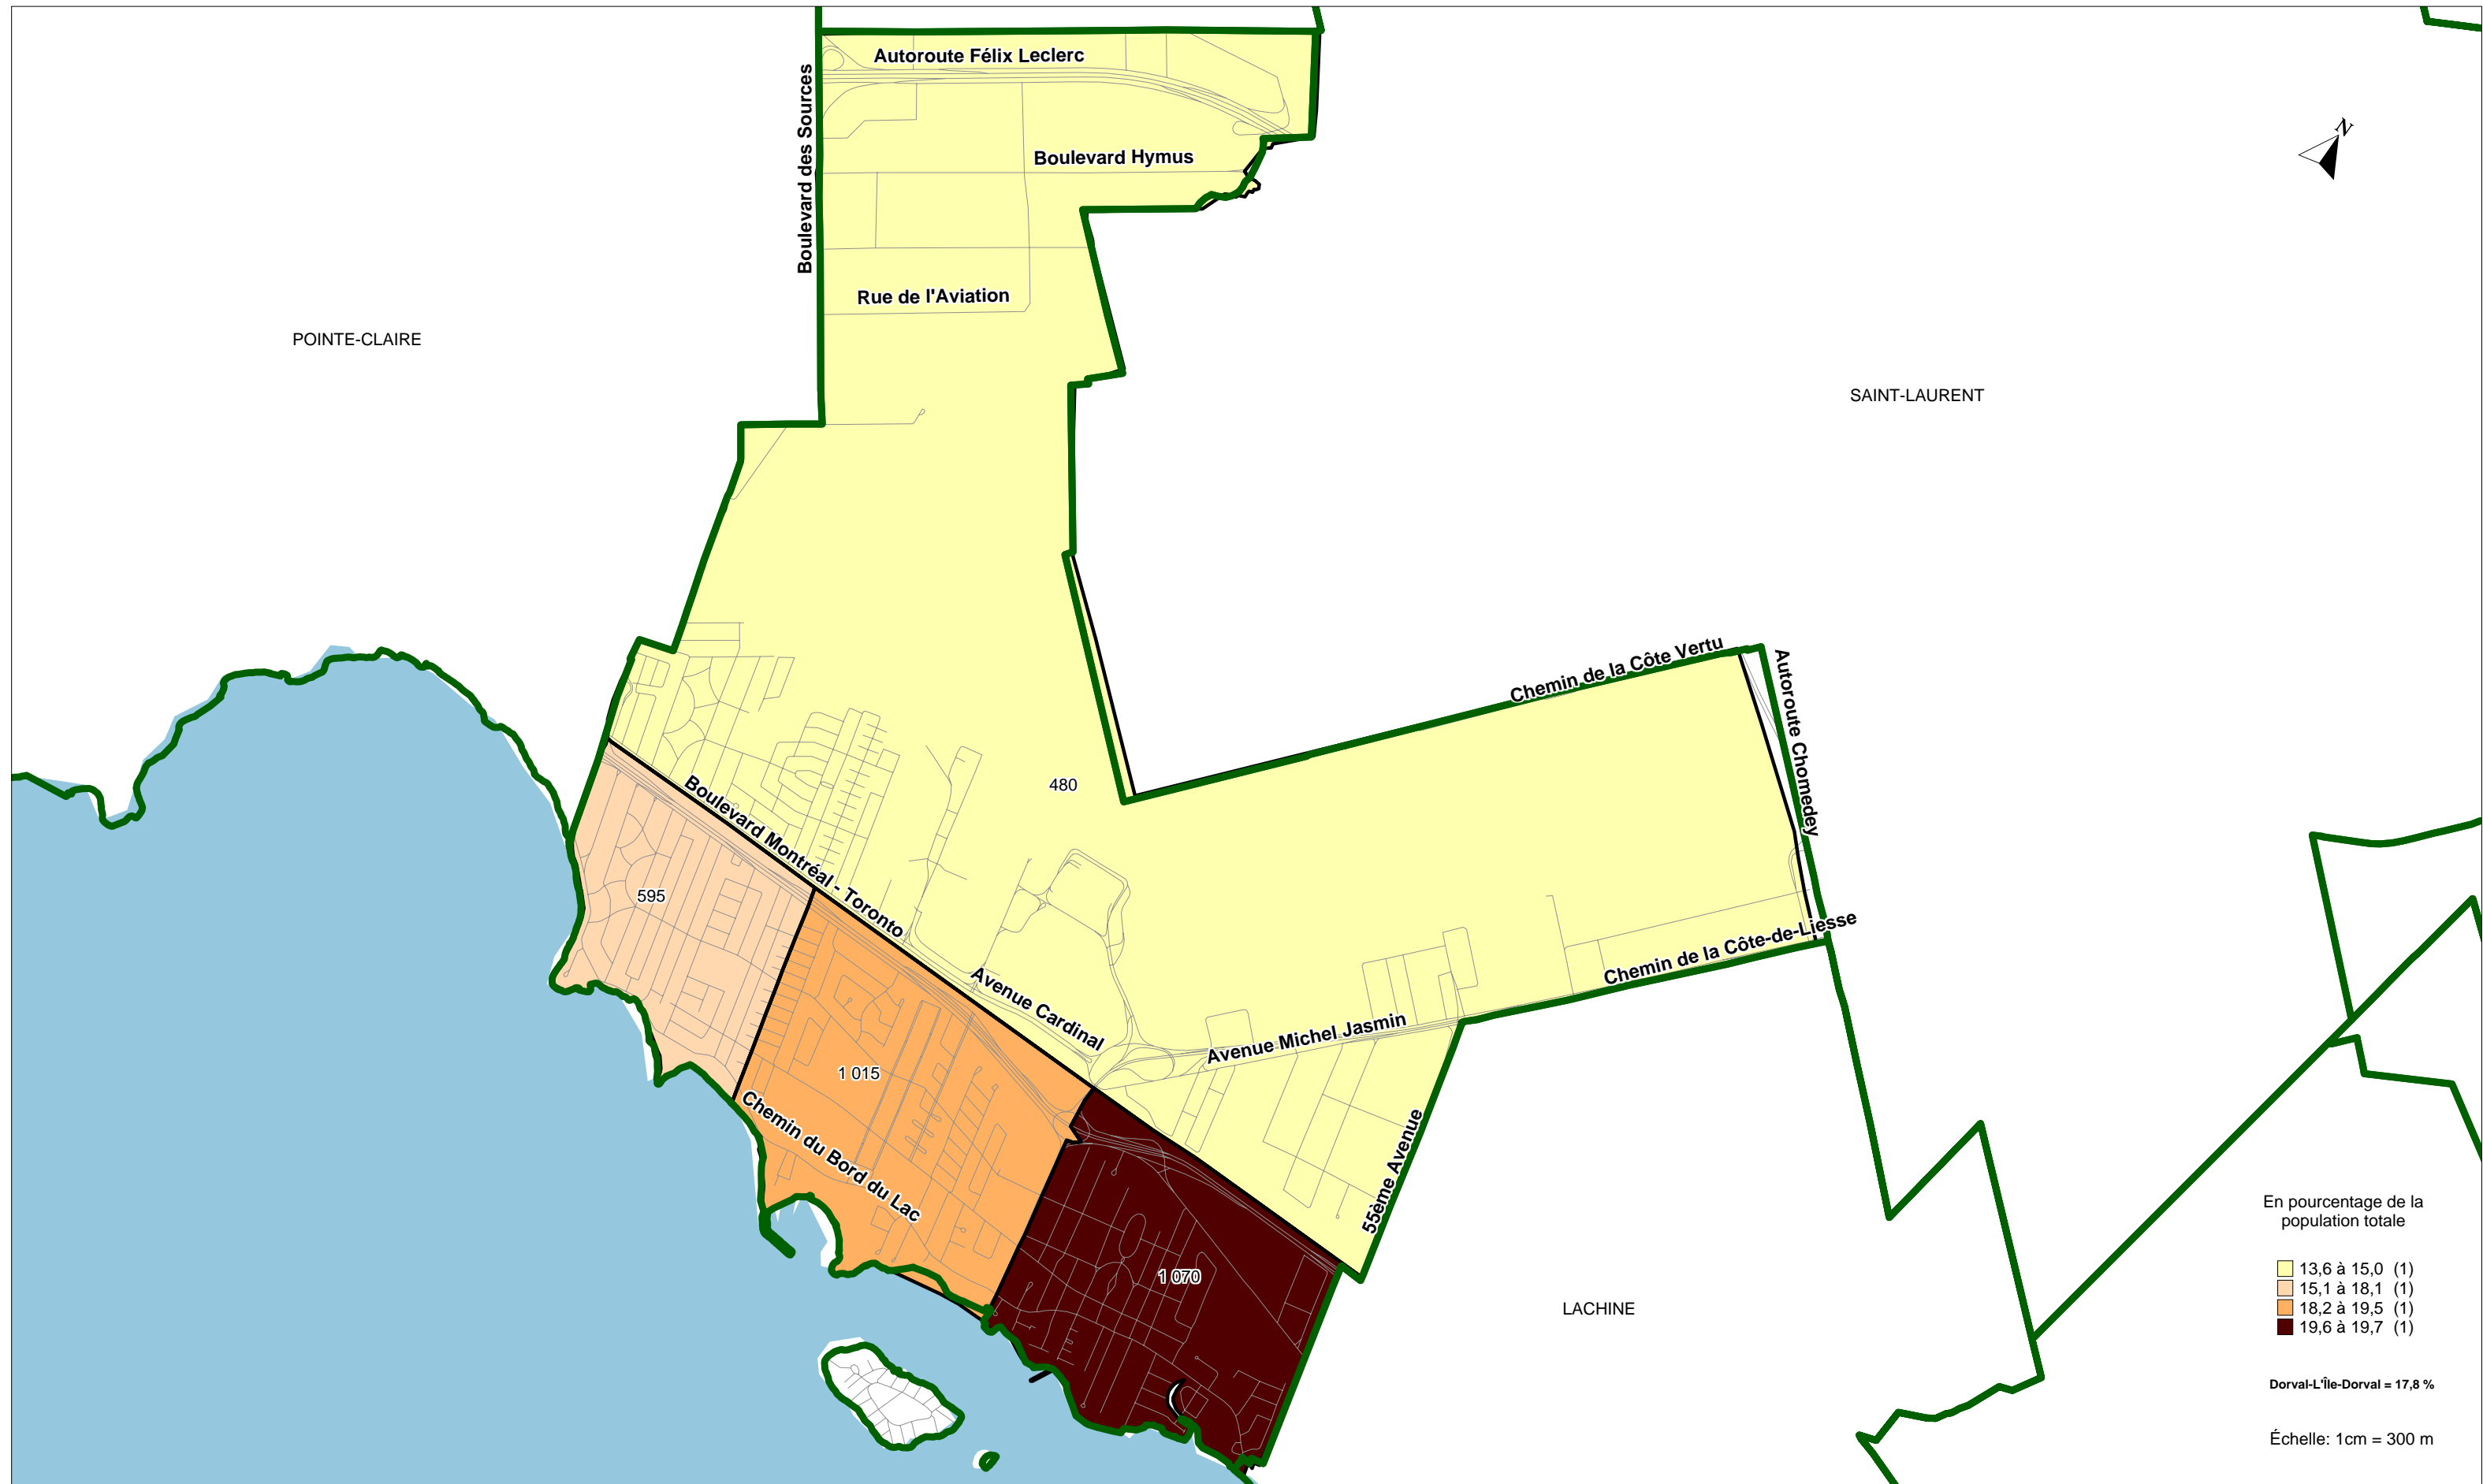 Autoroute Félix Leclerc
Boulevard des Sources
N
Boulevard Hymus
Rue de l'Aviation
POINTE-CLAIRE
SAINT-LAURENT
Chemin de la Côte Vertu
Autoroute Chomedey
480
Boulevard Montréal - Toronto
595
Chemin de la Côte-de-Liesse
Avenue Cardinal
Avenue Michel Jasmin
1 015
Chemin du Bord du Lac
55ème Avenue
1 070
LACHINE
En pourcentage de la
population totale
13,6 à 15,0 (1)
15,1 à 18,1 (1)
18,2 à 19,5 (1)
19,6 à 19,7 (1)
Dorval-L'Île-Dorval = 17,8 %
Échelle: 1cm = 300 m